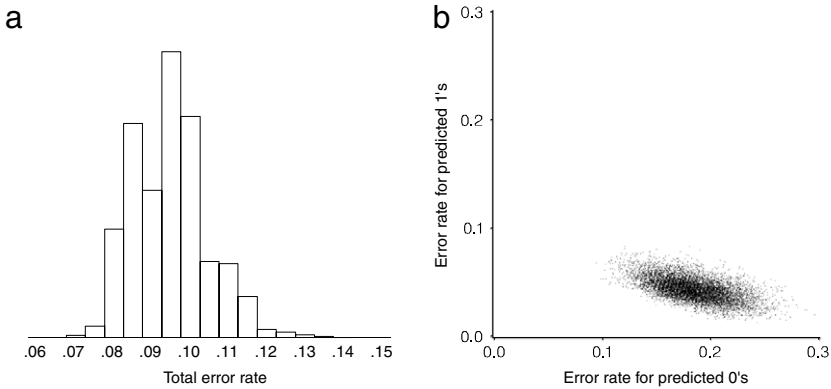 a
.06 .07 .08 .09 .10 .11 .12 .13 .14 .15
Total error rate
b
Error rate for predicted 1's
0.3
0.2
0.1
0.0
0.0 0.1 0.2 0.3
Error rate for predicted 0's